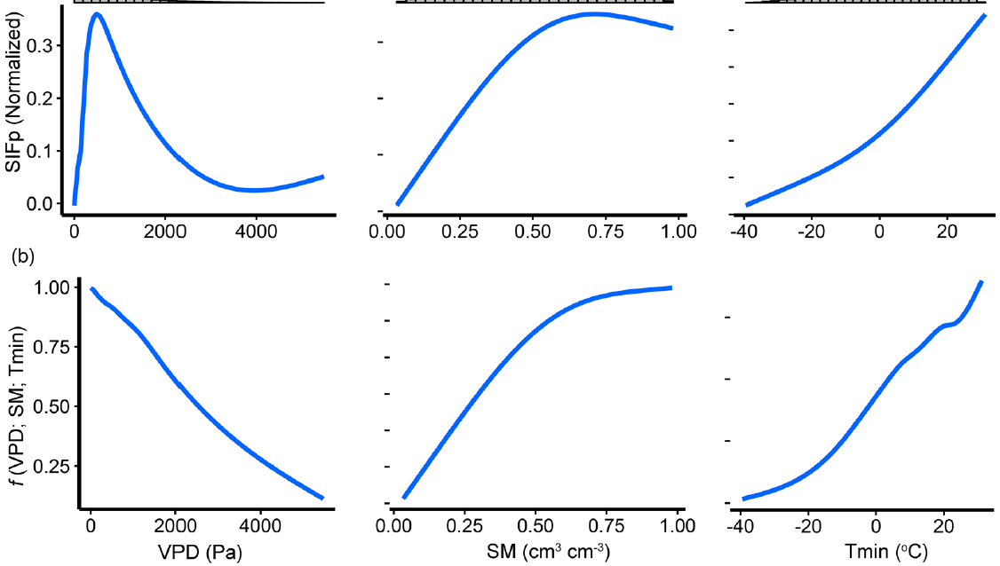 SIFp (Normalized)
0.3
0.2
0.1
0.0
0 2000 4000
0.00 0.25 0.50 0.75 1.00
-40 -20 0 20
(b)
f (VPD; SM; Tmin)
1.00
0.75
0.50
0.25
0 2000 4000
0.00 0.25 0.50 0.75 1.00
-40 -20 0 20
VPD (Pa)
SM (cm³ cm⁻³)
Tmin (ºC)